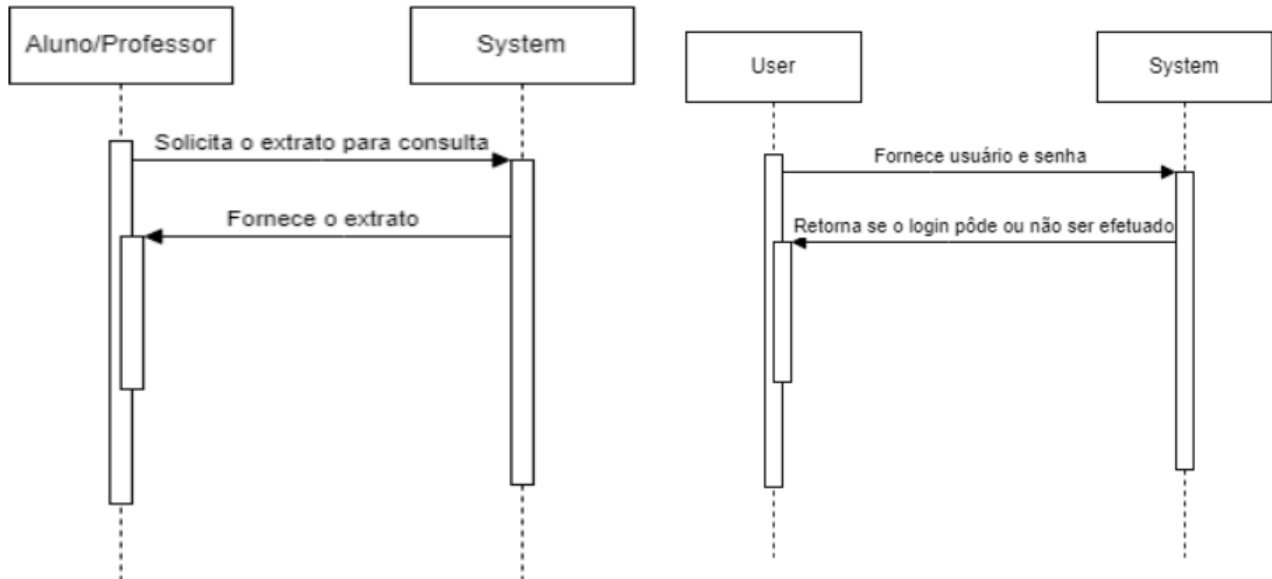 Aluno/Professor
System
Solicita o extrato para consulta
Fornece o extrato
User
System
Fornece usuário e senha
Retorna se o login pôde ou não ser efetuado